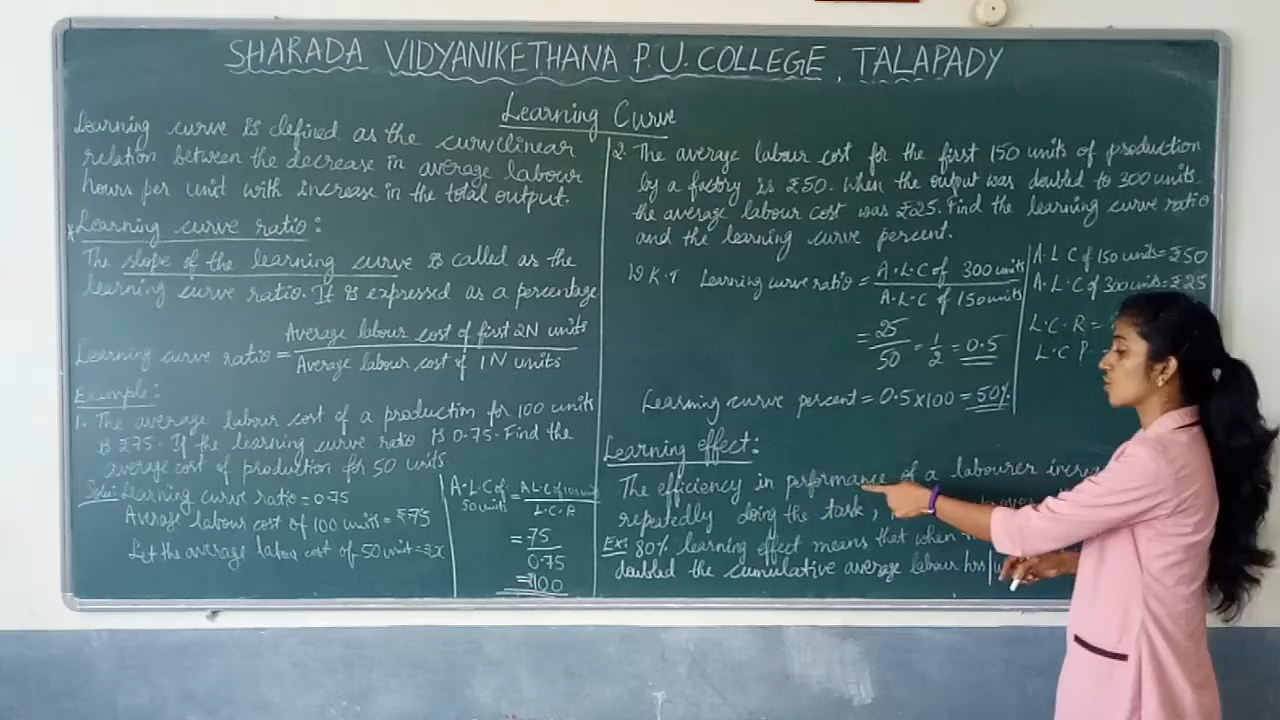 SHARADA VIDYANIKETHANA P.U. COLLEGE, TALAPADY
Learning Curve
Learning curve is defined as the curvilinear
relation between the decrease in average labour
hours per unit with increase in the total output.
* Learning curve ratio:
The slope of the learning curve is called as the
learning curve ratio. It is expressed as a percentage
Learning curve ratio = Average labour cost of first 2N units
Average labour cost of 1N units
Example:
1. The average labour cost of a production for 100 units
is ₹75. If the learning curve ratio is 0.75. Find the
average cost of production for 50 units.
Soln: Learning curve ratio = 0.75
Average labour cost of 100 units = ₹75
Let the average labour cost of 50 unit = ₹x
A.L.C of 50 units = A.L.C of 100 units
L.C.R
= 75
0.75
= ₹100
2. The average labour cost for the first 150 units of production
by a factory is ₹50. When the output was doubled to 300 units
the average labour cost was ₹25. Find the learning curve ratio
and the learning curve percent.
W.K.T Learning curve ratio = A.L.C of 300 units
A.L.C of 150 units
= 25
50
= 1
2
= 0.5
Learning curve percent = 0.5 x 100 = 50%
A.L.C of 150 units = ₹50
A.L.C of 300 units = ₹25
L.C.R =
L.C P =
Learning effect:
The efficiency in performance of a labourer
repeatedly doing the task,
Ex: 80% learning effect means that when
doubled the cumulative average labour hrs